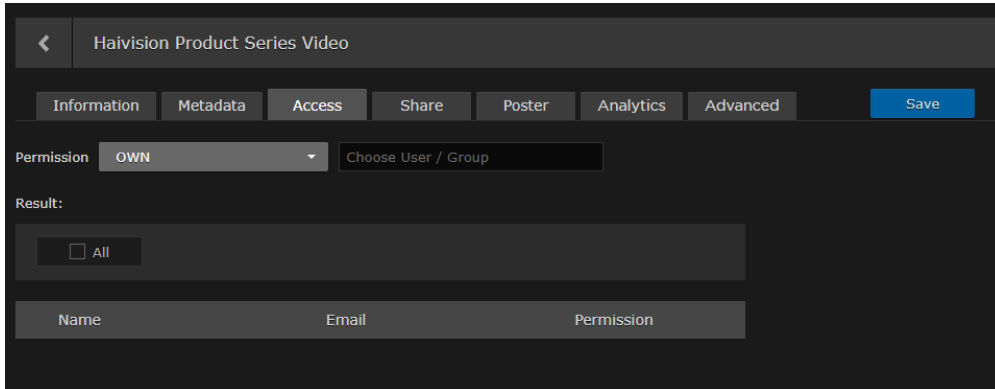 Haivision Product Series Video
Information Metadata Access Share Poster Analytics Advanced Save
Permission OWN Choose User / Group
Result:
All
Name Email Permission